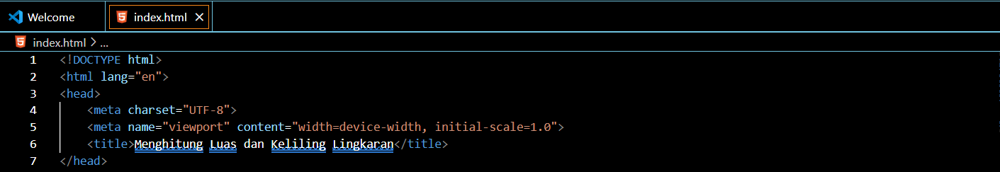 Welcome index.html
index.html > ...
1 <!DOCTYPE html>
2 <html lang="en">
3 <head>
4 <meta charset="UTF-8">
5 <meta name="viewport" content="width=device-width, initial-scale=1.0">
6 <title>Menghitung Luas dan Keliling Lingkaran</title>
7 </head>